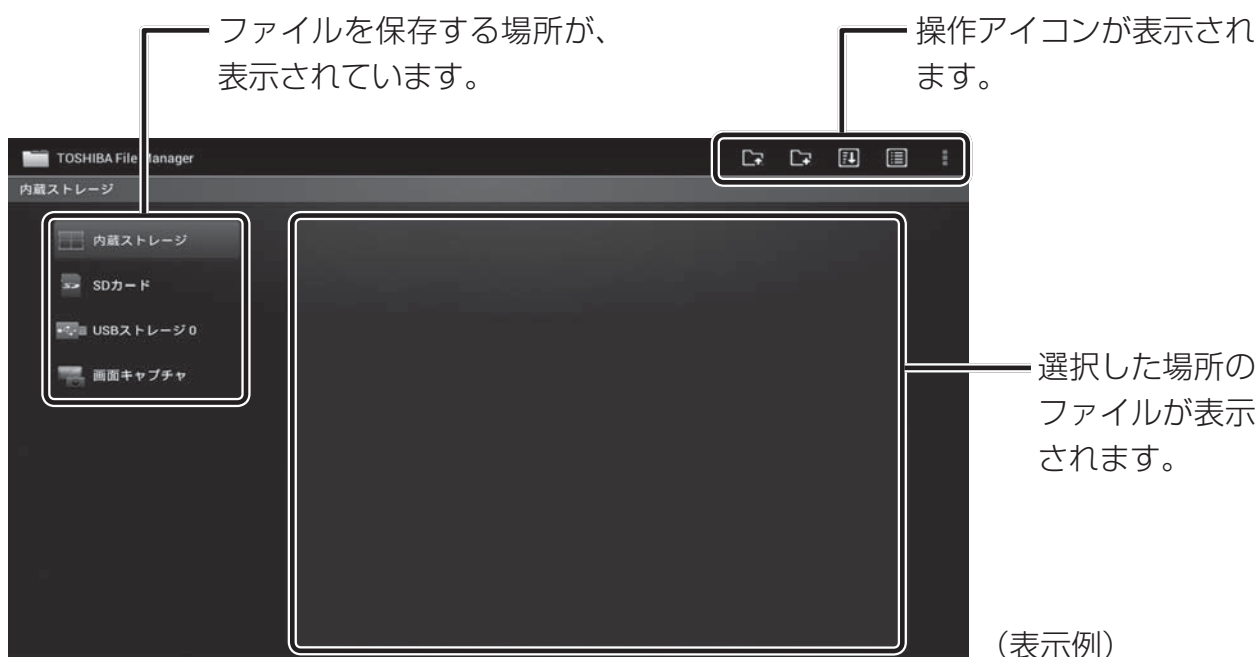 ファイルを保存する場所が、
表示されています。
操作アイコンが表示され
ます。
TOSHIBA File Manager
内蔵ストレージ
内蔵ストレージ
SDカード
USBストレージ 0
画面キャプチャ
選択した場所の
ファイルが表示
されます。
（表示例）